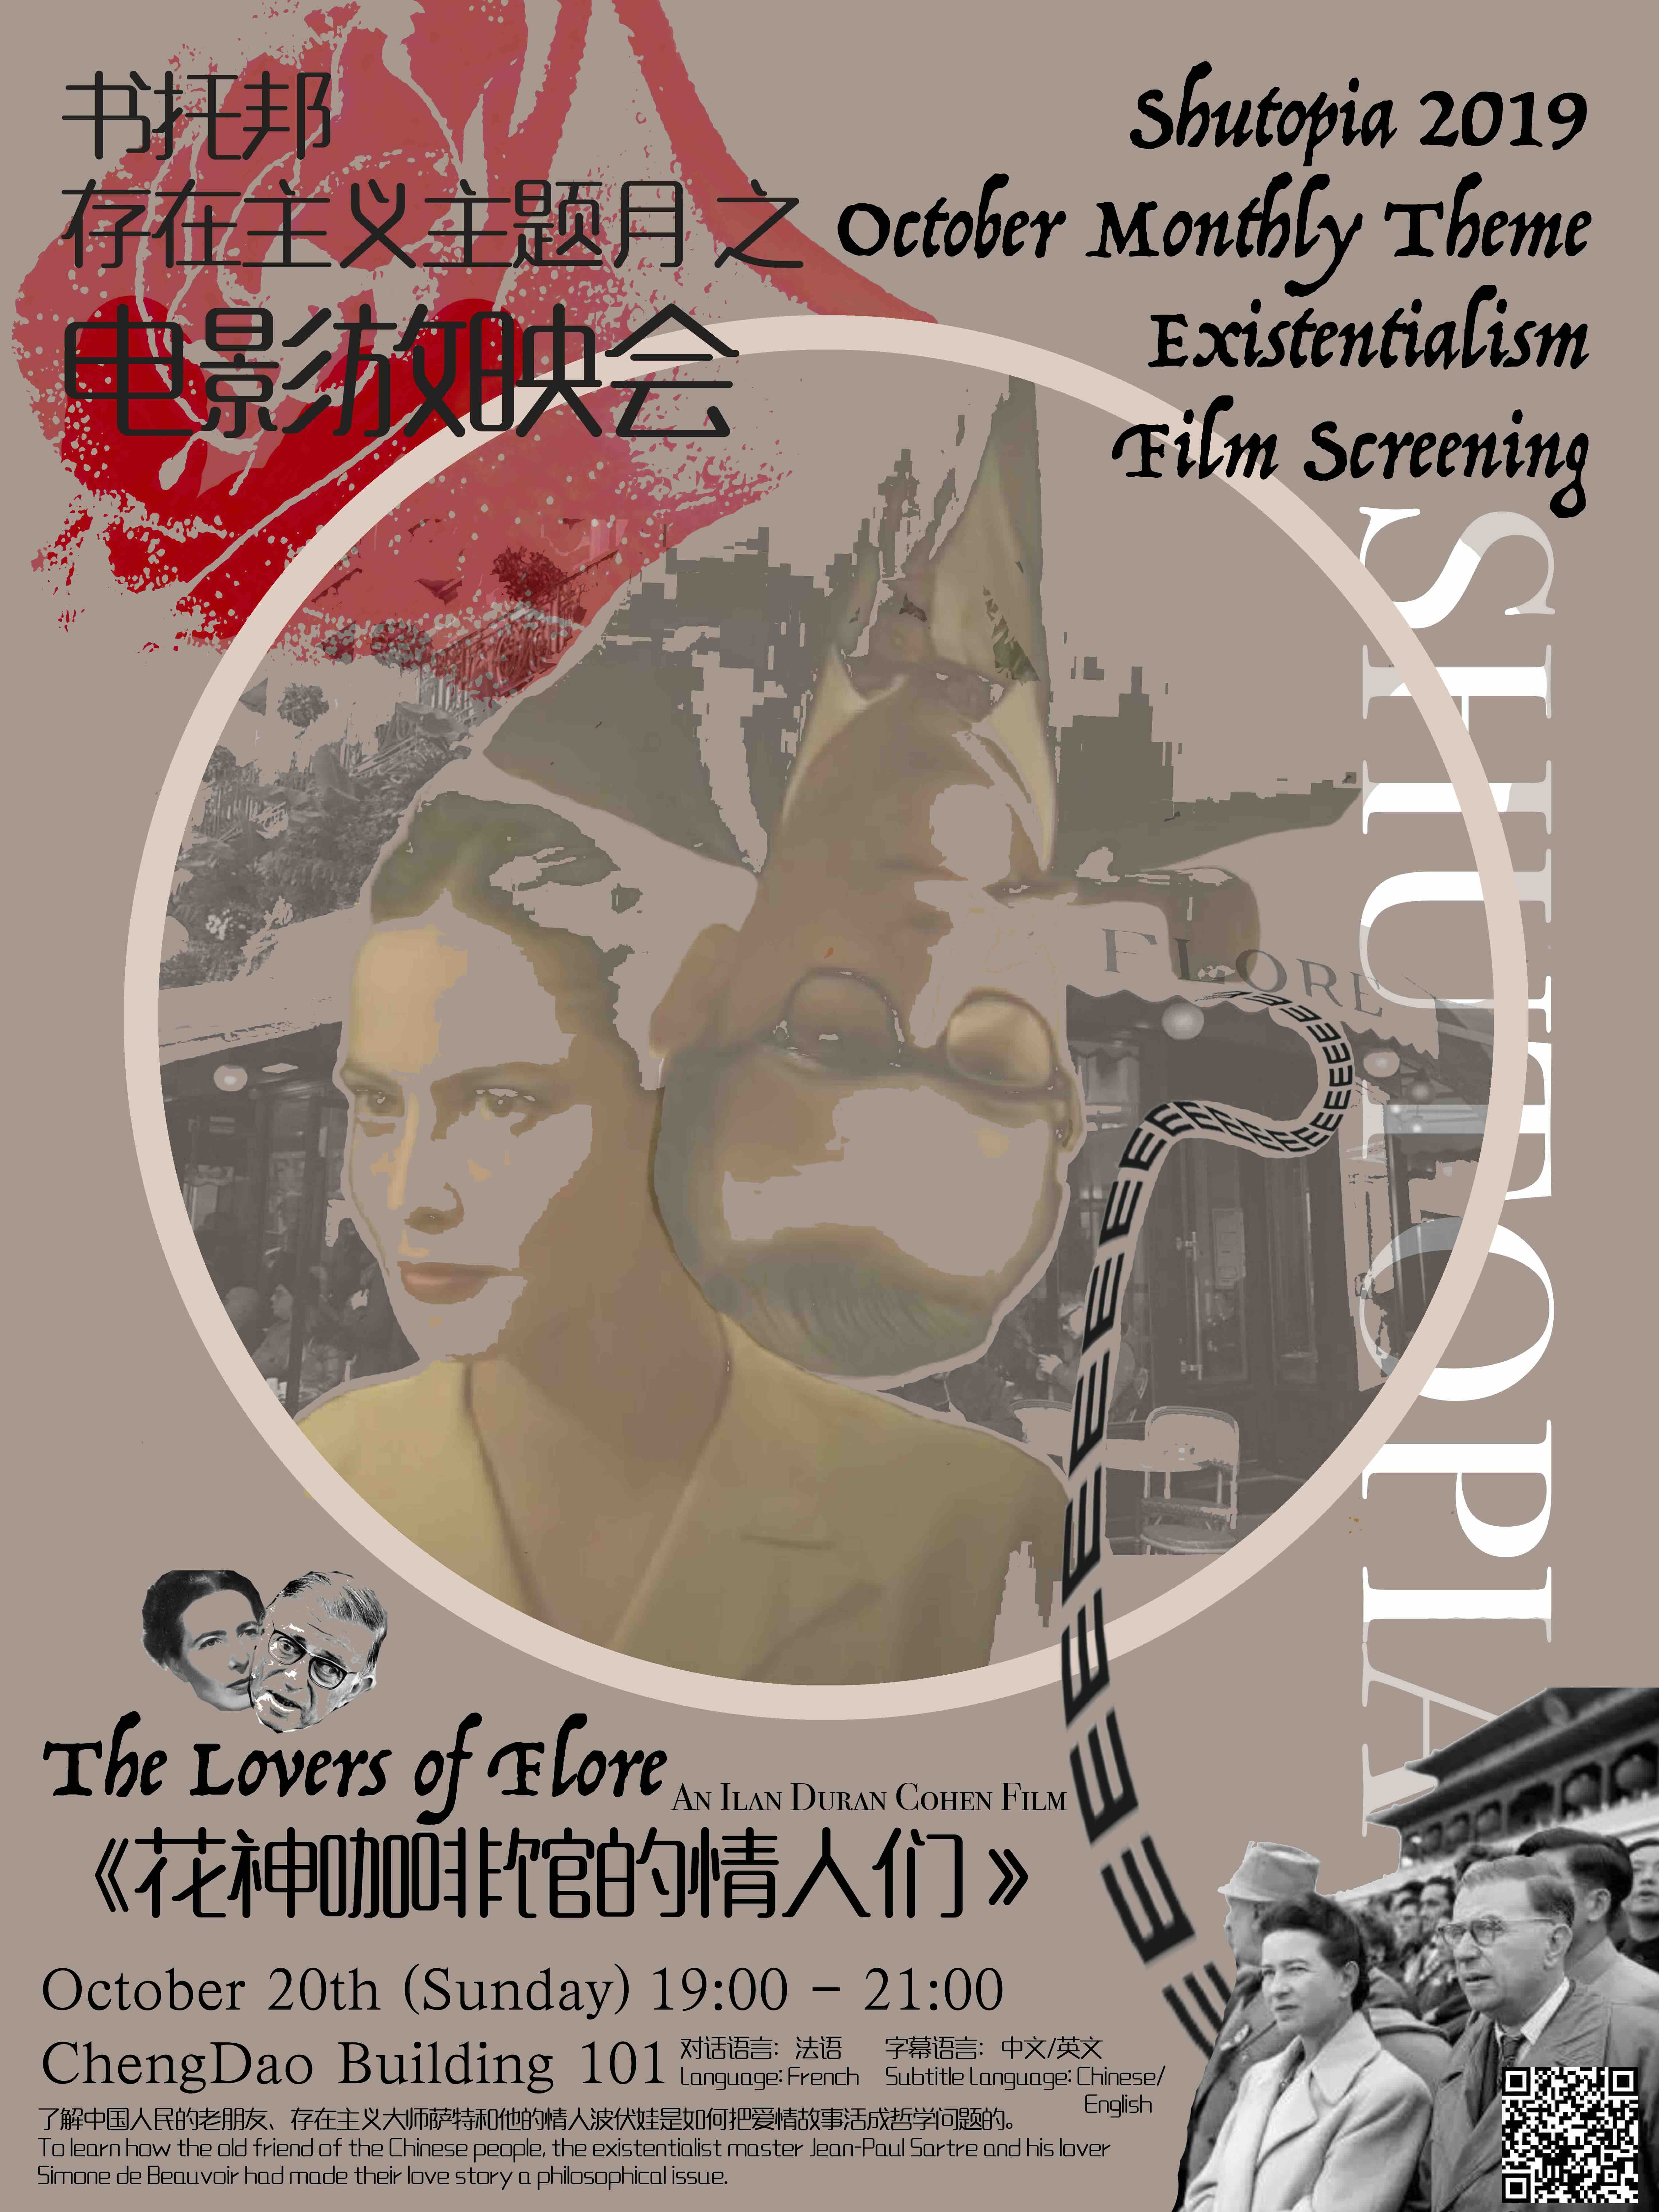 书托邦
存在主义主题月之
电影放映会
Shutopia 2019
October Monthly Theme
Existentialism
Film Screening
SHUTOPIA
FLORE
EEEEEEEEEEEEEEEEEEEEEEEEEEEEEEEEEEE
The Lovers of Flore
An Ilan Duran Cohen Film
《花神咖啡馆的情人们》
October 20th (Sunday) 19:00 – 21:00
ChengDao Building 101
对话语言：法语 字幕语言：中文/英文
Language: French Subtitle Language: Chinese/
English
了解中国人民的老朋友、存在主义大师萨特和他的情人波伏娃是如何把爱情故事活成哲学问题的。
To learn how the old friend of the Chinese people, the existentialist master Jean-Paul Sartre and his lover
Simone de Beauvoir had made their love story a philosophical issue.